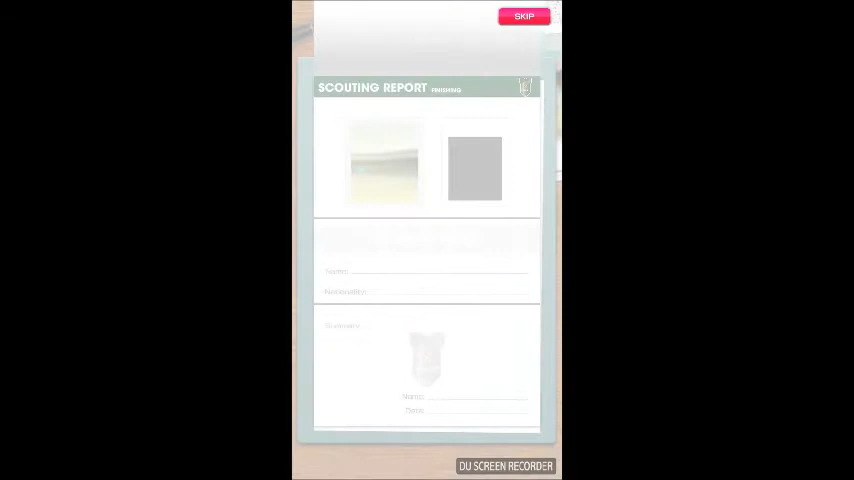 SKIP
SCOUTING REPORT FINISHING
Name:
Nationality:
Summary:
Name:
Date:
DU SCREEN RECORDER